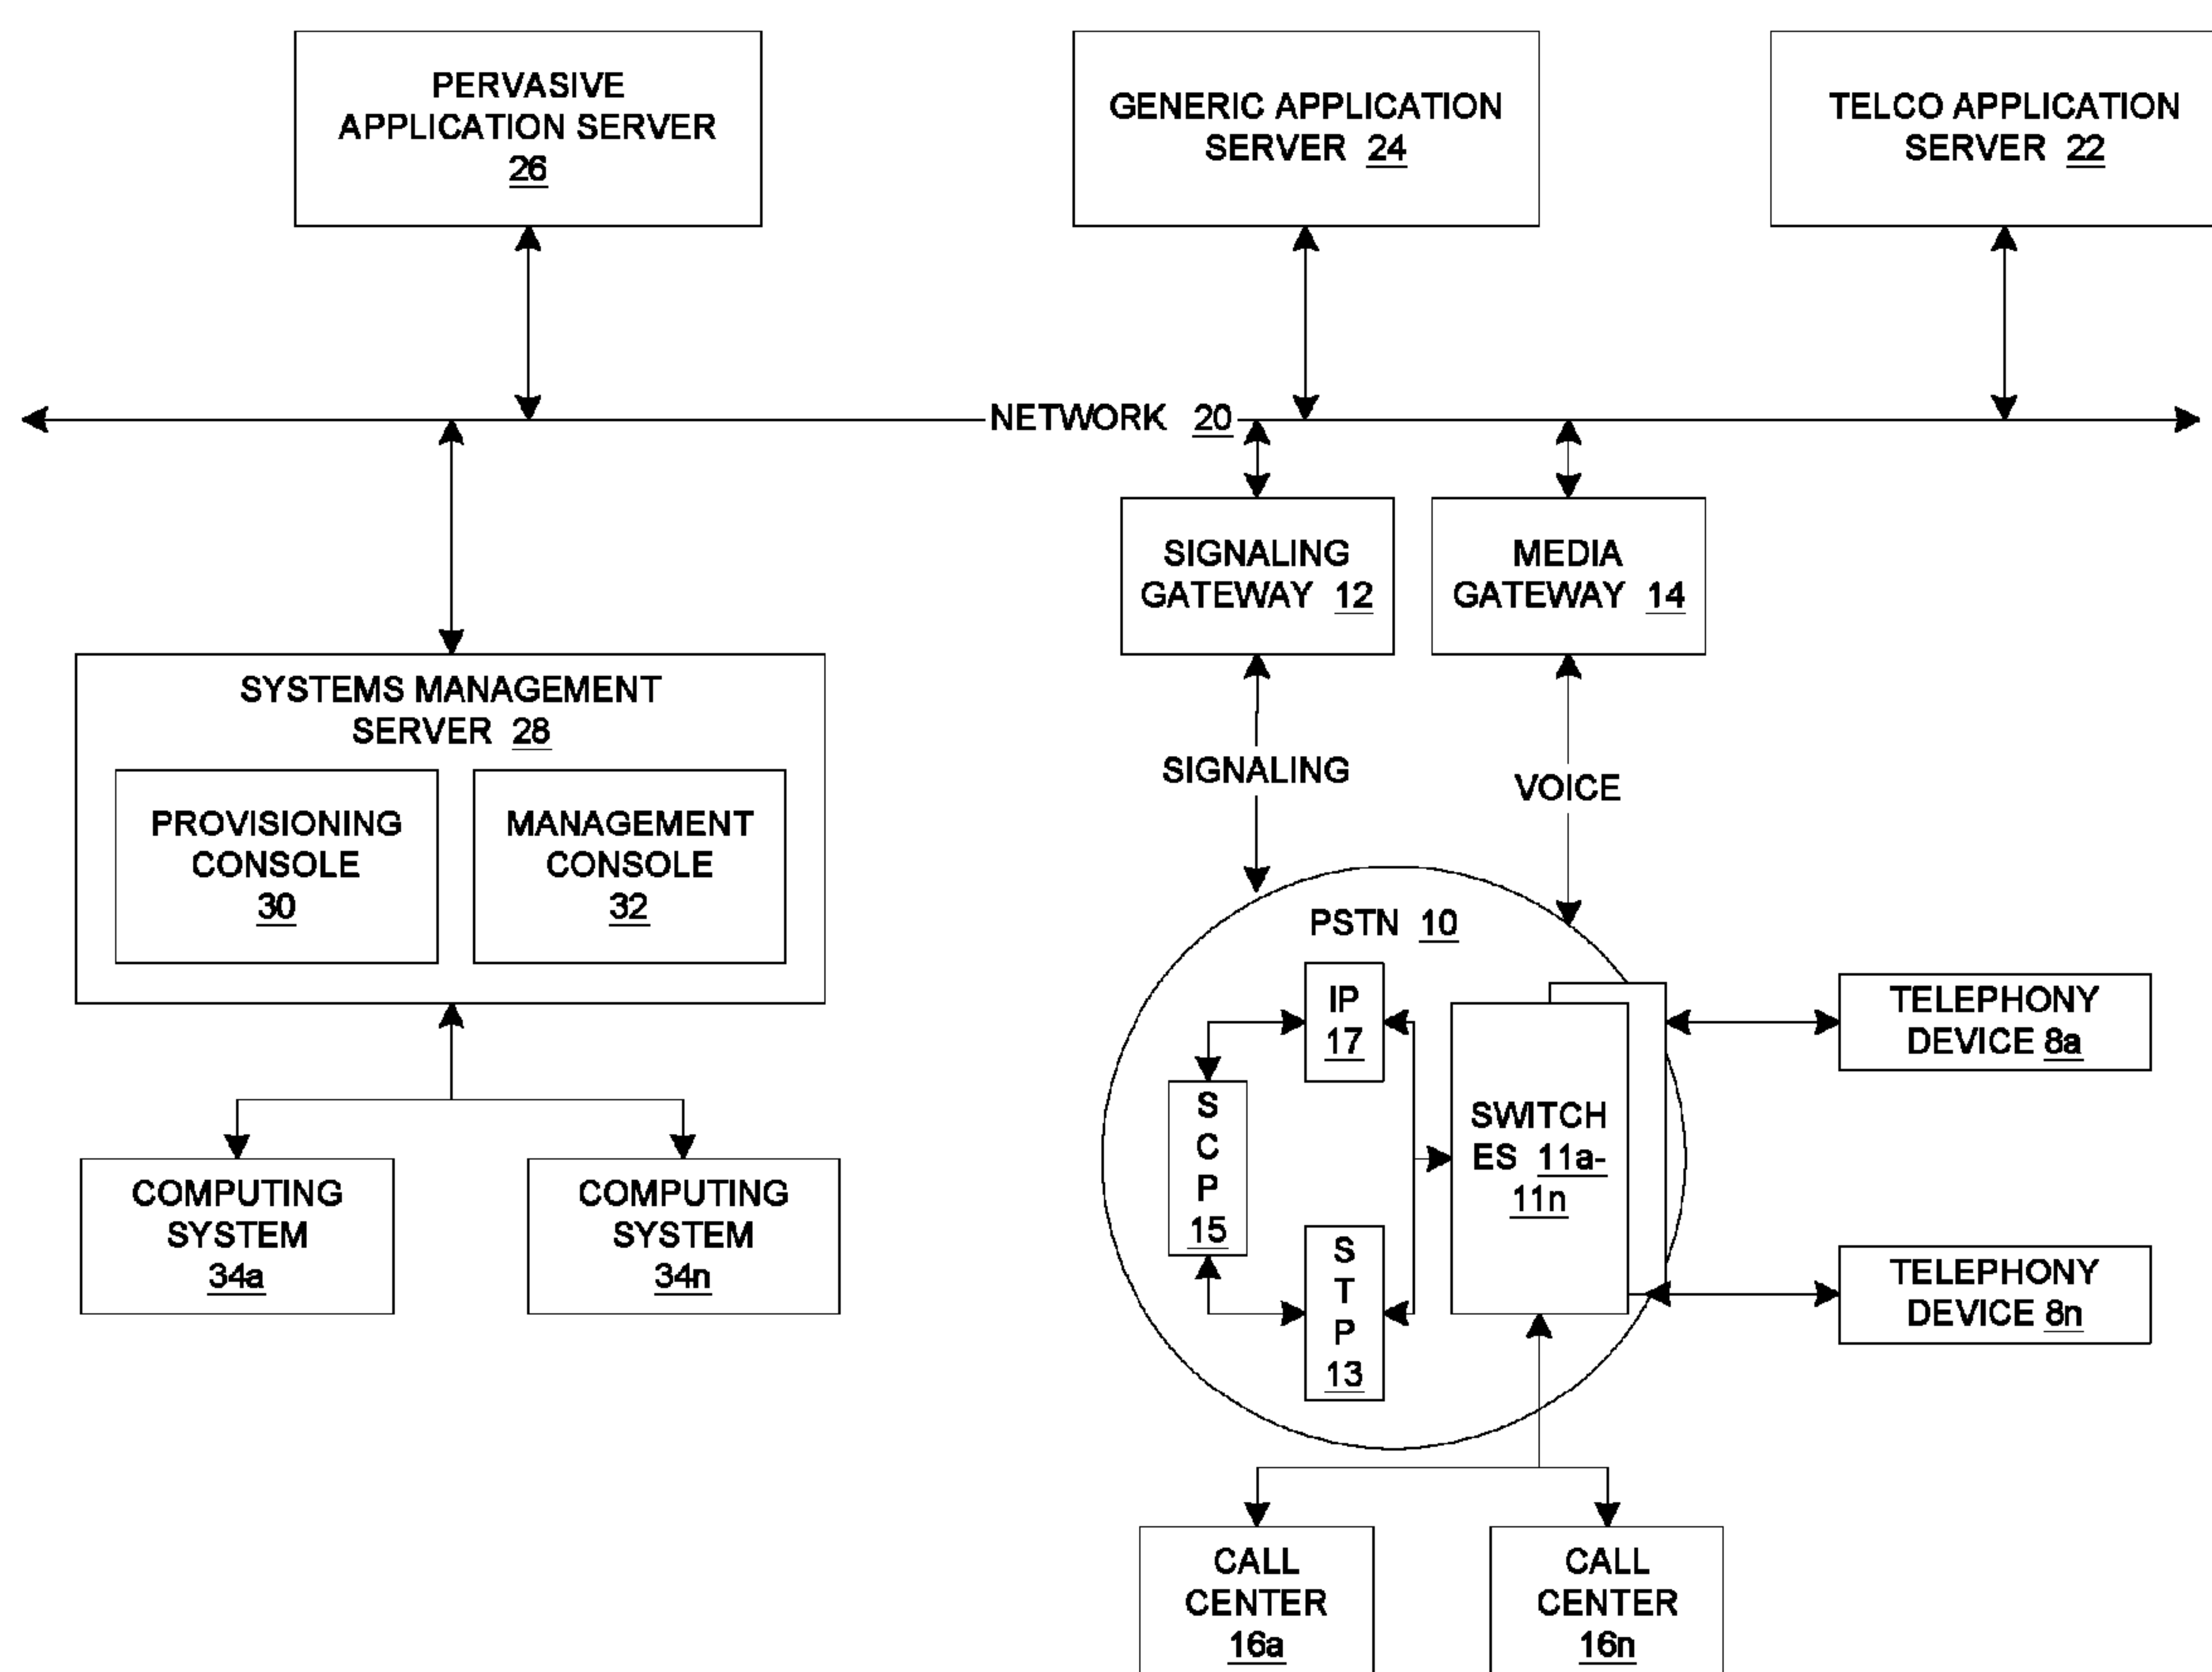 PERVASIVE
APPLICATION SERVER
26
GENERIC APPLICATION
SERVER 24
TELCO APPLICATION
SERVER 22
NETWORK 20
SIGNALING
GATEWAY 12
MEDIA
GATEWAY 14
SYSTEMS MANAGEMENT
SERVER 28
PROVISIONING
CONSOLE
30
MANAGEMENT
CONSOLE
32
SIGNALING
VOICE
PSTN 10
IP
17
S
C
P
15
S
T
P
13
SWITCH
ES 11a-
11n
TELEPHONY
DEVICE 8a
TELEPHONY
DEVICE 8n
COMPUTING
SYSTEM
34a
COMPUTING
SYSTEM
34n
CALL
CENTER
16a
CALL
CENTER
16n